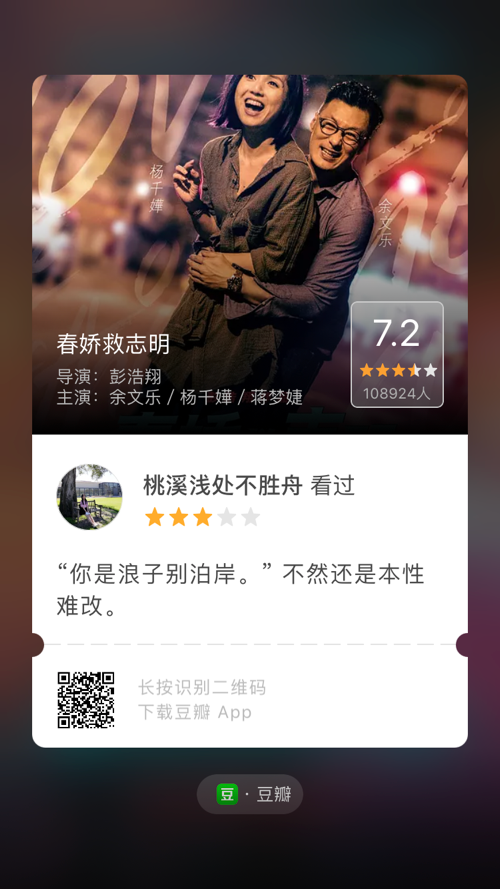 杨千嬅
余文乐
春娇救志明
7.2
导演：彭浩翔
主演：余文乐 / 杨千嬅 / 蒋梦婕
108924人
桃溪浅处不胜舟 看过
“你是浪子别泊岸。” 不然还是本性
难改。
长按识别二维码
下载豆瓣 App
豆 · 豆瓣